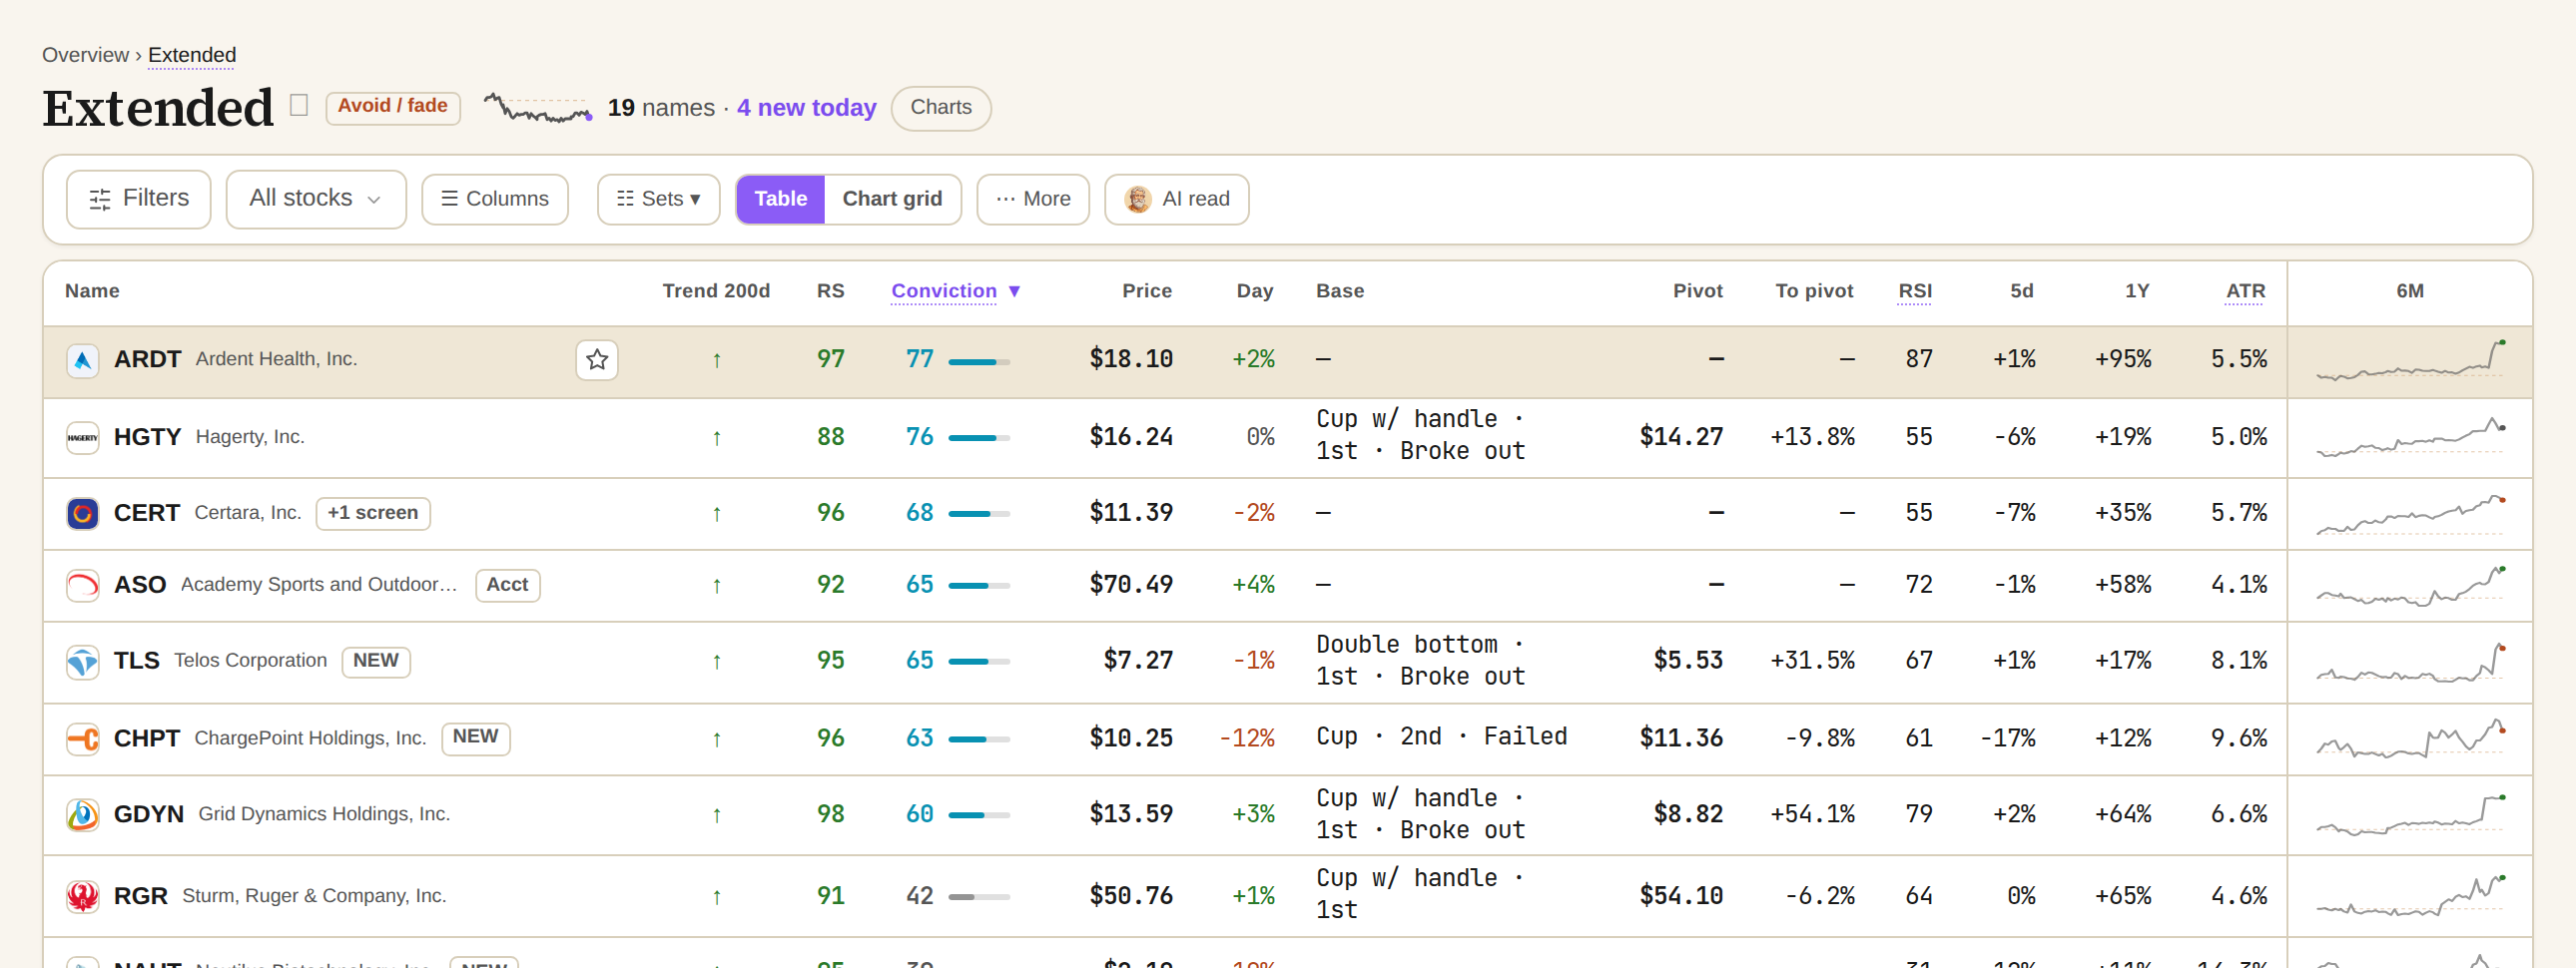 Overview › Extended
Extended Avoid / fade 19 names · 4 new today Charts
Filters All stocks Columns Sets ▾ Table Chart grid ··· More AI read
Name Trend 200d RS Conviction ▼ Price Day Base Pivot To pivot RSI 5d 1Y ATR 6M
ARDT Ardent Health, Inc. ↑ 97 77 $18.10 +2% — — — 87 +1% +95% 5.5%
HAGERTY HGTY Hagerty, Inc. ↑ 88 76 $16.24 0% Cup w/ handle · $14.27 +13.8% 55 -6% +19% 5.0%
1st · Broke out
CERT Certara, Inc. +1 screen ↑ 96 68 $11.39 -2% — — — 55 -7% +35% 5.7%
ASO Academy Sports and Outdoor… Acct ↑ 92 65 $70.49 +4% — — — 72 -1% +58% 4.1%
TLS Telos Corporation NEW ↑ 95 65 $7.27 -1% Double bottom · $5.53 +31.5% 67 +1% +17% 8.1%
1st · Broke out
CHPT ChargePoint Holdings, Inc. NEW ↑ 96 63 $10.25 -12% Cup · 2nd · Failed $11.36 -9.8% 61 -17% +12% 9.6%
GDYN Grid Dynamics Holdings, Inc. ↑ 98 60 $13.59 +3% Cup w/ handle · $8.82 +54.1% 79 +2% +64% 6.6%
1st · Broke out
RGR Sturm, Ruger & Company, Inc. ↑ 91 42 $50.76 +1% Cup w/ handle · $54.10 -6.2% 64 0% +65% 4.6%
1st